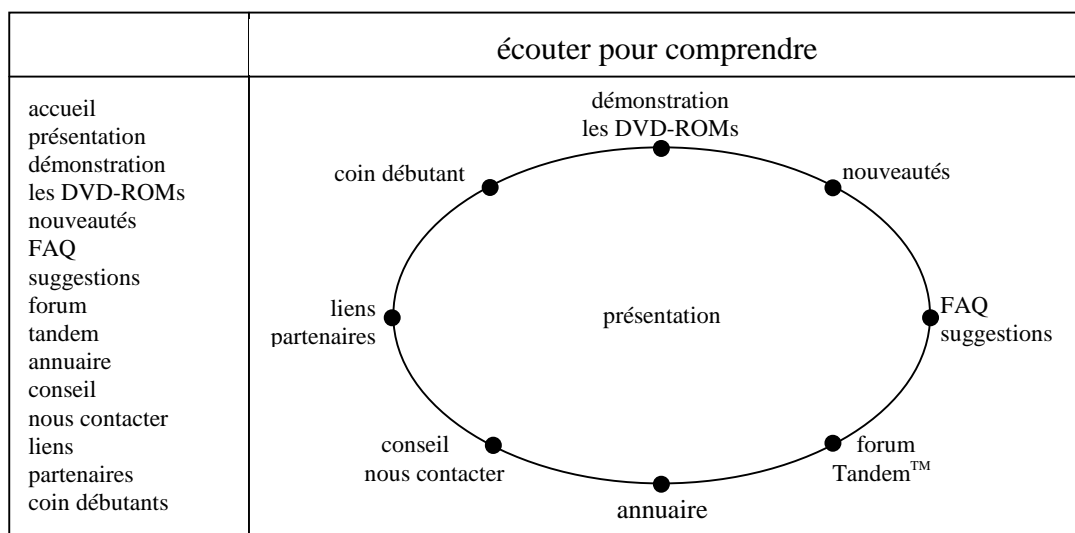 écouter pour comprendre
accueil
présentation
démonstration
les DVD-ROMs
nouveautés
FAQ
suggestions
forum
tandem
annuaire
conseil
nous contacter
liens
partenaires
coin débutants
démonstration
les DVD-ROMs
coin débutant
nouveautés
liens
partenaires
présentation
FAQ
suggestions
conseil
nous contacter
forum
Tandem™
annuaire